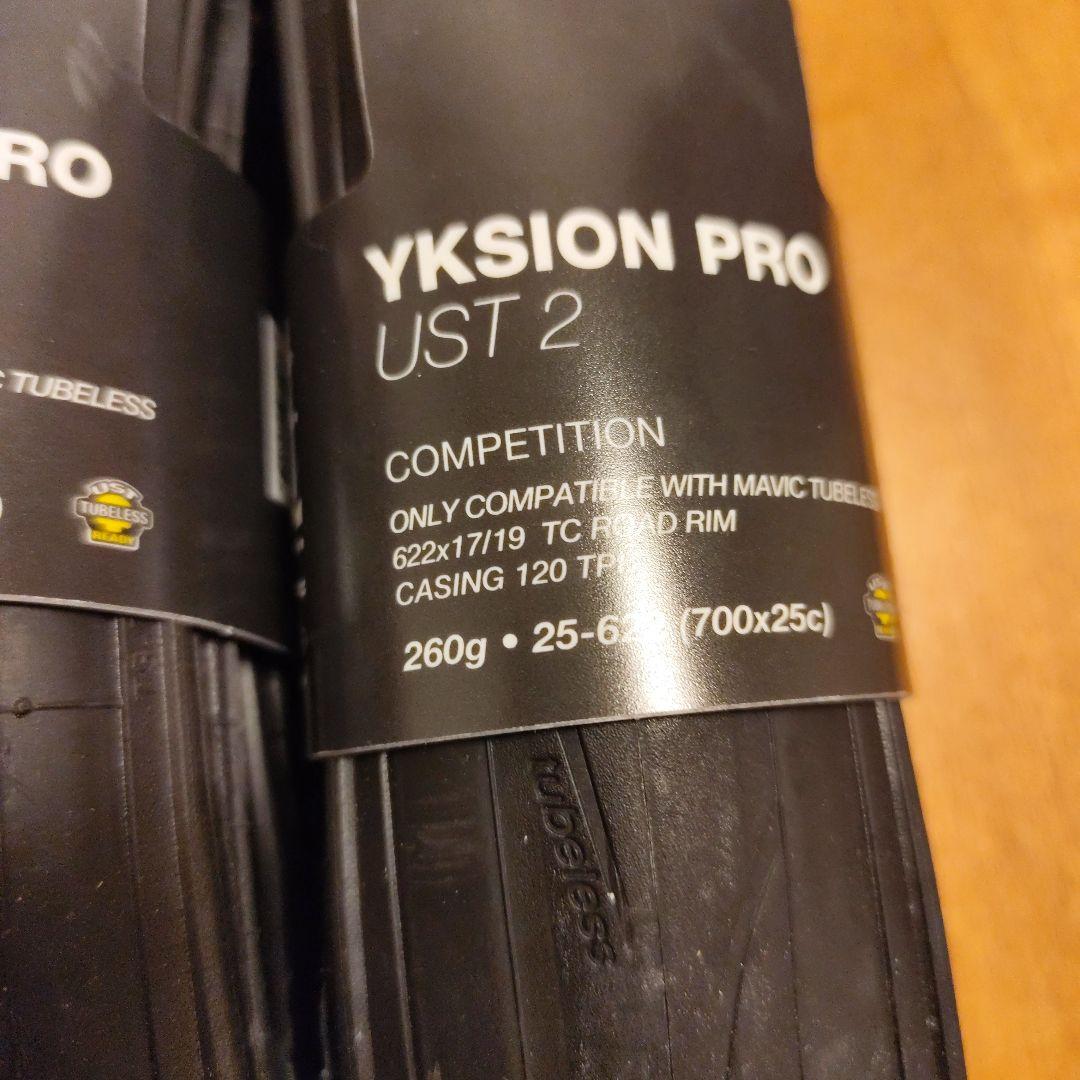 RO
TUBELESS
UST
TUBELESS
READY
YKSION PRO
UST 2
COMPETITION
ONLY COMPATIBLE WITH MAVIC TUBELESS
622x17/19 TC ROAD RIM
CASING 120 TPI
260g • 25-622 (700x25c)
Tubeless